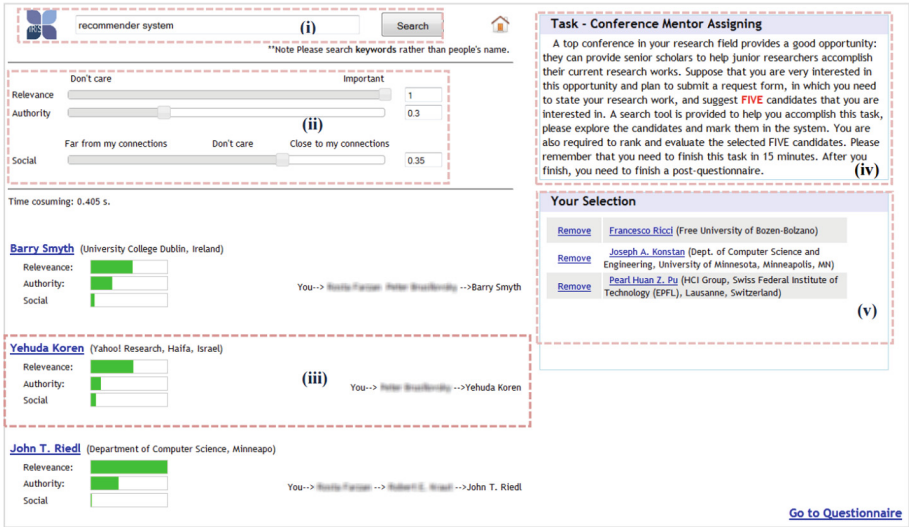 IRIS
recommender system
(i)
Search
**Note Please search keywords rather than people's name.
Don't care
Important
Relevance
1
Authority
0.3
(ii)
Far from my connections
Don't care
Close to my connections
Social
0.35
Time cosuming: 0.405 s.
Barry Smyth (University College Dublin, Ireland)
Releveance:
Authority:
Social
You--> -->Barry Smyth
Yehuda Koren (Yahoo! Research, Haifa, Israel)
Releveance:
Authority:
Social
(iii)
You--> -->Yehuda Koren
John T. Riedl (Department of Computer Science, Minneapo)
Releveance:
Authority:
Social
You--> --> -->John T. Riedl
Task - Conference Mentor Assigning
A top conference in your research field provides a good opportunity:
they can provide senior scholars to help junior researchers accomplish
their current research works. Suppose that you are very interested in
this opportunity and plan to submit a request form, in which you need
to state your research work, and suggest FIVE candidates that you are
interested in. A search tool is provided to help you accomplish this task,
please explore the candidates and mark them in the system. You are
also required to rank and evaluate the selected FIVE candidates. Please
remember that you need to finish this task in 15 minutes. After you
finish, you need to finish a post-questionnaire.
(iv)
Your Selection
Remove
Francesco Ricci (Free University of Bozen-Bolzano)
Remove
Joseph A. Konstan (Dept. of Computer Science and
Engineering, University of Minnesota, Minneapolis, MN)
Remove
Pearl Huan Z. Pu (HCI Group, Swiss Federal Institute of
Technology (EPFL), Lausanne, Switzerland)
(v)
Go to Questionnaire